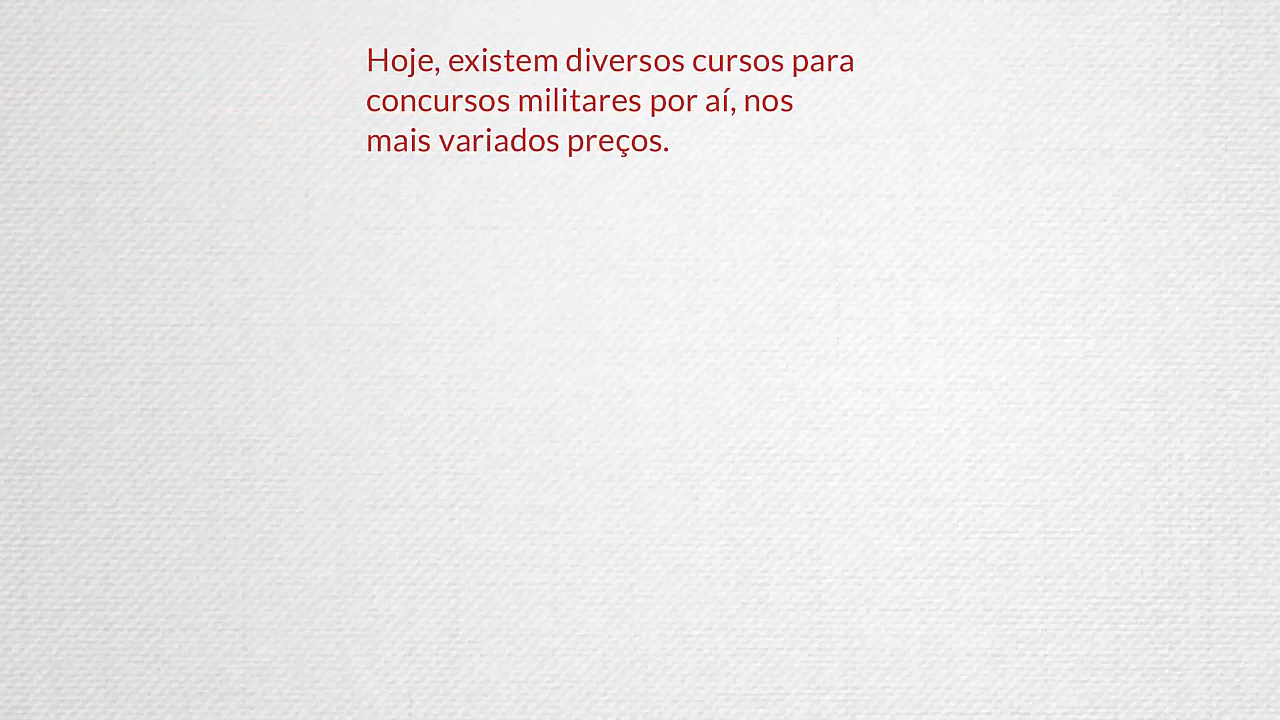 Hoje, existem diversos cursos para
concursos militares por aí, nos
mais variados preços.